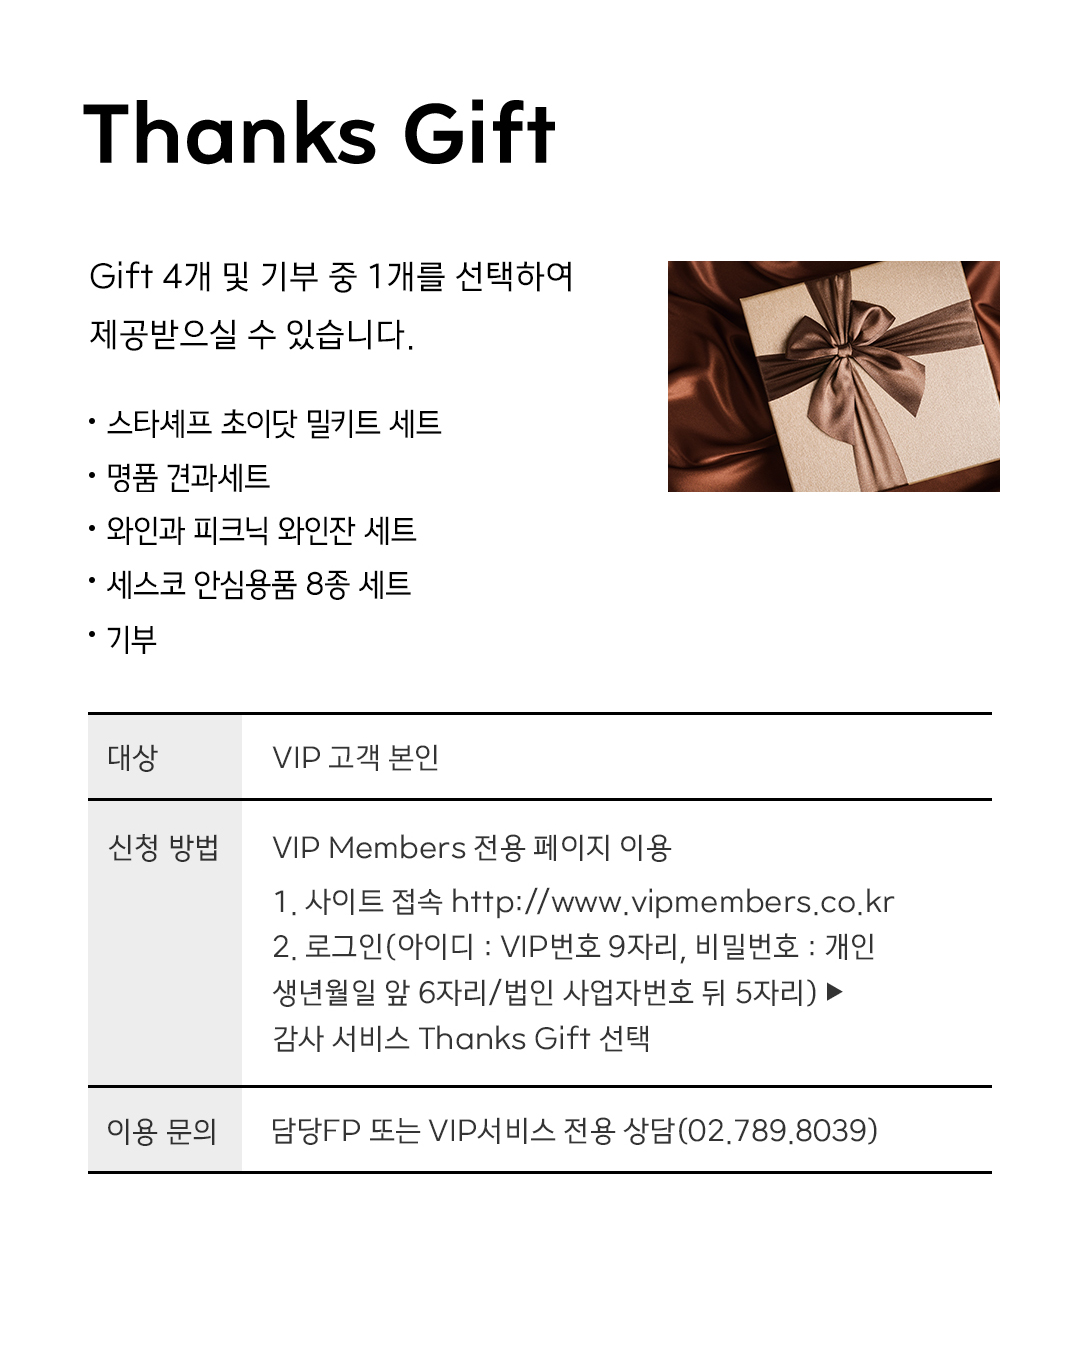 Thanks Gift
Gift 4개 및 기부 중 1개를 선택하여
제공받으실 수 있습니다.
• 스타셰프 초이닷 밀키트 세트
• 명품 견과세트
• 와인과 피크닉 와인잔 세트
• 세스코 안심용품 8종 세트
• 기부
대상
VIP 고객 본인
신청 방법
VIP Members 전용 페이지 이용
1. 사이트 접속 http://www.vipmembers.co.kr
2. 로그인(아이디 : VIP번호 9자리, 비밀번호 : 개인
생년월일 앞 6자리/법인 사업자번호 뒤 5자리) ▶
감사 서비스 Thanks Gift 선택
이용 문의
담당FP 또는 VIP서비스 전용 상담(02.789.8039)